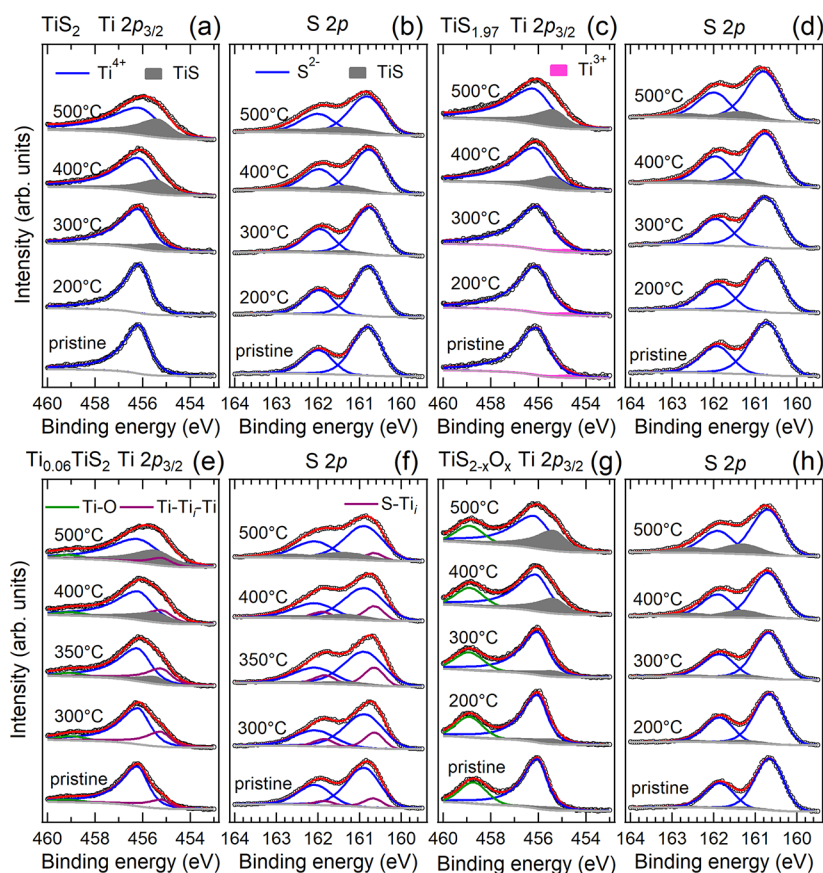 TiS₂ Ti 2p₃/₂ (a)
S 2p (b)
TiS₁.₉₇ Ti 2p₃/₂ (c)
S 2p (d)
Intensity (arb. units)
Ti⁴⁺ TiS
500°C
400°C
300°C
200°C
pristine
460 458 456 454
Binding energy (eV)
S²⁻ TiS
500°C
400°C
300°C
200°C
pristine
164 162 161 160
Binding energy (eV)
Ti³⁺
500°C
400°C
300°C
200°C
pristine
460 458 456 454
Binding energy (eV)
500°C
400°C
300°C
200°C
pristine
164 163 162 161 160
Binding energy (eV)
Ti₀.₀₆TiS₂ Ti 2p₃/₂ (e)
S 2p (f)
TiS₂₋ₓOₓ Ti 2p₃/₂ (g)
S 2p (h)
Intensity (arb. units)
Ti-O Ti-Tiᵢ-Ti
500°C
400°C
350°C
300°C
pristine
460 458 456 454
Binding energy (eV)
S-Tiᵢ
500°C
400°C
350°C
300°C
pristine
164 162 161 160
Binding energy (eV)
500°C
400°C
300°C
200°C
pristine
460 458 456 454
Binding energy (eV)
500°C
400°C
300°C
200°C
pristine
164 163 162 161 160
Binding energy (eV)